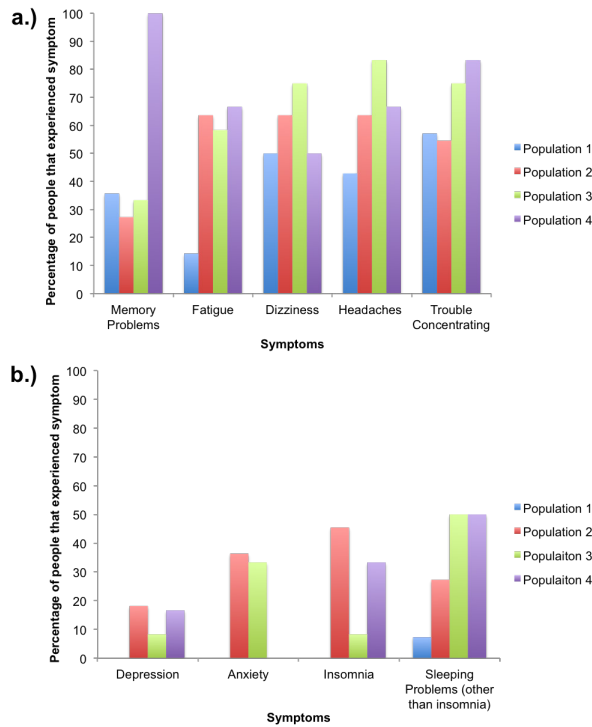 a.)
Percentage of people that experienced symptom
100
90
80
70
60
50
40
30
20
10
0
Memory
Problems
Fatigue
Dizziness
Headaches
Trouble
Concentrating
Symptoms
Population 1
Population 2
Population 3
Population 4
b.)
Percentage of people that experienced symptom
100
90
80
70
60
50
40
30
20
10
0
Depression
Anxiety
Insomnia
Sleeping
Problems (other
than insomnia)
Symptoms
Population 1
Population 2
Populaiton 3
Populaiton 4